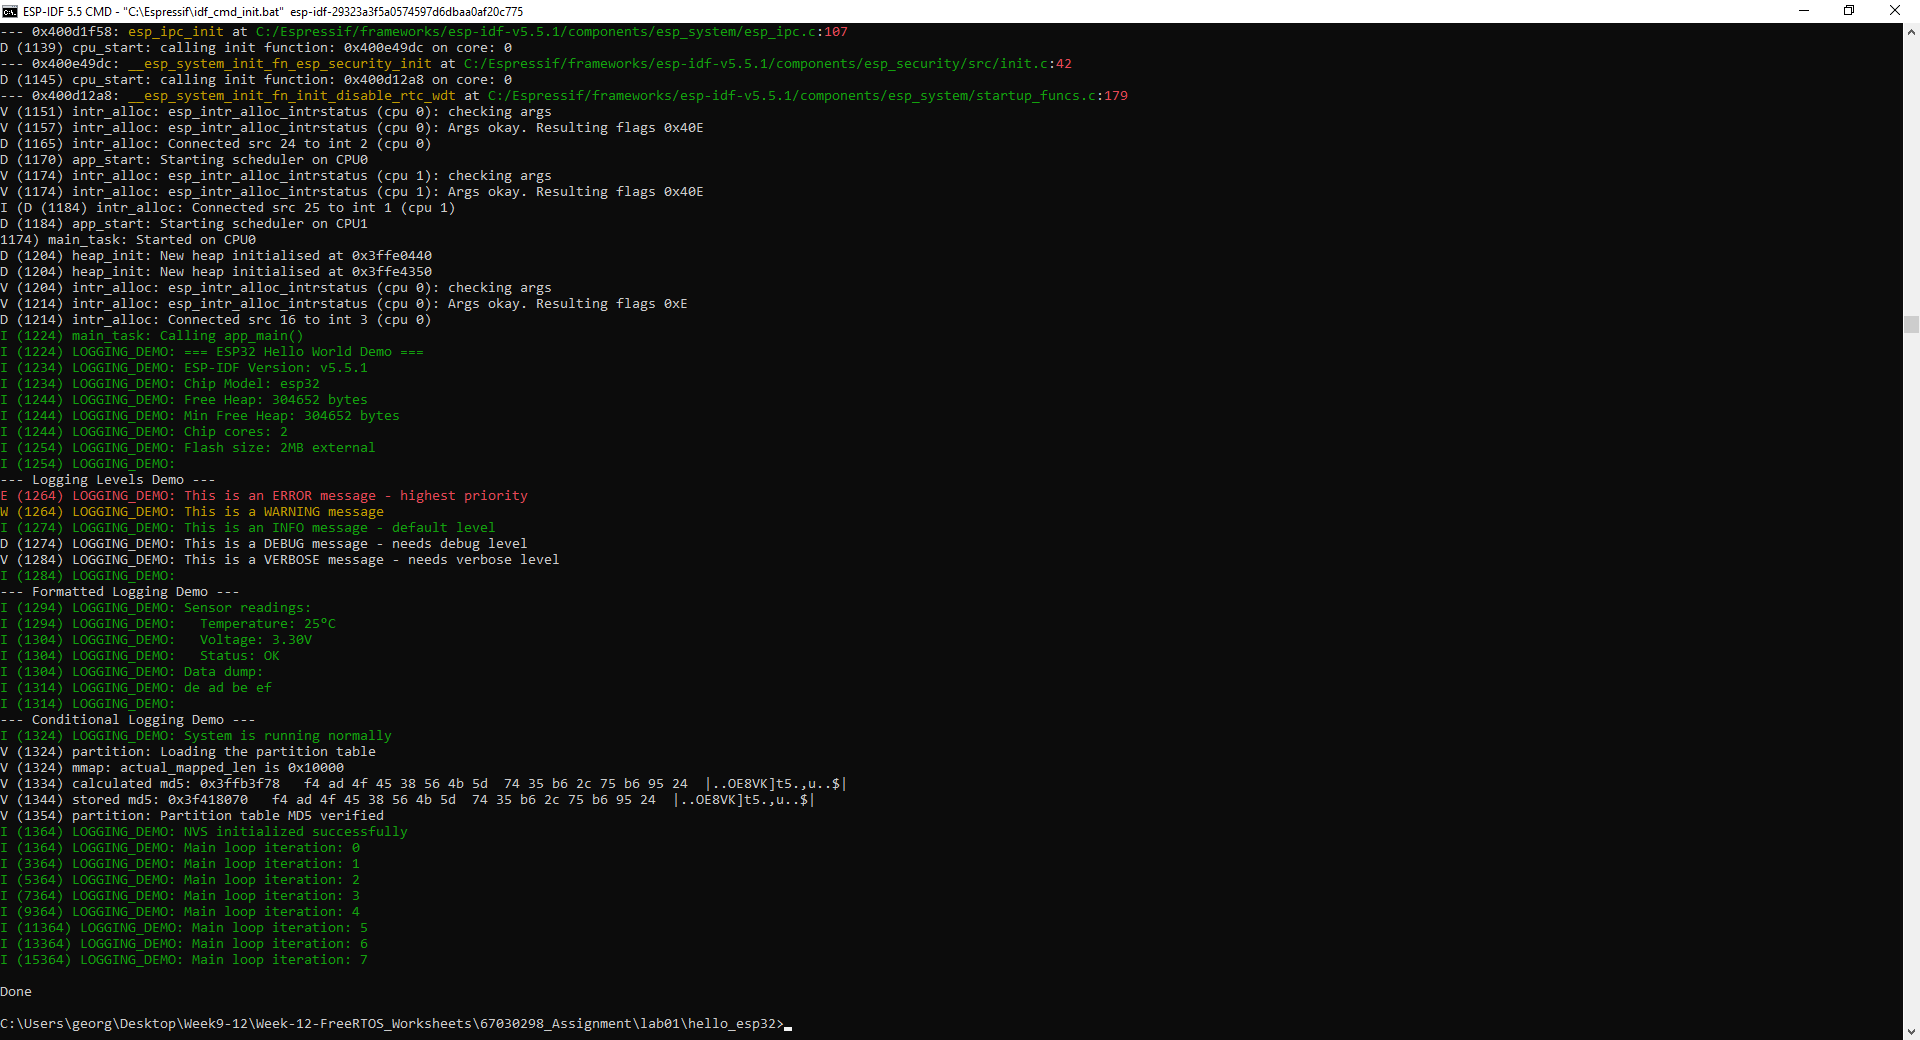 ESP-IDF 5.5 CMD - "C:\Espressif\idf_cmd_init.bat" esp-idf-29323a3f5a0574597d6dbaa0af20c775
--- 0x400d1f58: esp_ipc_init at C:/Espressif/frameworks/esp-idf-v5.5.1/components/esp_system/esp_ipc.c:107
D (1139) cpu_start: calling init function: 0x400e49dc on core: 0
--- 0x400e49dc: __esp_system_init_fn_esp_security_init at C:/Espressif/frameworks/esp-idf-v5.5.1/components/esp_security/src/init.c:42
D (1145) cpu_start: calling init function: 0x400d12a8 on core: 0
--- 0x400d12a8: __esp_system_init_fn_init_disable_rtc_wdt at C:/Espressif/frameworks/esp-idf-v5.5.1/components/esp_system/startup_funcs.c:179
V (1151) intr_alloc: esp_intr_alloc_intrstatus (cpu 0): checking args
V (1157) intr_alloc: esp_intr_alloc_intrstatus (cpu 0): Args okay. Resulting flags 0x40E
D (1165) intr_alloc: Connected src 24 to int 2 (cpu 0)
D (1170) app_start: Starting scheduler on CPU0
V (1174) intr_alloc: esp_intr_alloc_intrstatus (cpu 1): checking args
V (1174) intr_alloc: esp_intr_alloc_intrstatus (cpu 1): Args okay. Resulting flags 0x40E
I (D (1184) intr_alloc: Connected src 25 to int 1 (cpu 1)
D (1184) app_start: Starting scheduler on CPU1
1174) main_task: Started on CPU0
D (1204) heap_init: New heap initialised at 0x3ffe0440
D (1204) heap_init: New heap initialised at 0x3ffe4350
V (1204) intr_alloc: esp_intr_alloc_intrstatus (cpu 0): checking args
V (1214) intr_alloc: esp_intr_alloc_intrstatus (cpu 0): Args okay. Resulting flags 0xE
D (1214) intr_alloc: Connected src 16 to int 3 (cpu 0)
I (1224) main_task: Calling app_main()
I (1224) LOGGING_DEMO: === ESP32 Hello World Demo ===
I (1234) LOGGING_DEMO: ESP-IDF Version: v5.5.1
I (1234) LOGGING_DEMO: Chip Model: esp32
I (1244) LOGGING_DEMO: Free Heap: 304652 bytes
I (1244) LOGGING_DEMO: Min Free Heap: 304652 bytes
I (1244) LOGGING_DEMO: Chip cores: 2
I (1254) LOGGING_DEMO: Flash size: 2MB external
I (1254) LOGGING_DEMO:
--- Logging Levels Demo ---
E (1264) LOGGING_DEMO: This is an ERROR message - highest priority
W (1264) LOGGING_DEMO: This is a WARNING message
I (1274) LOGGING_DEMO: This is an INFO message - default level
D (1274) LOGGING_DEMO: This is a DEBUG message - needs debug level
V (1284) LOGGING_DEMO: This is a VERBOSE message - needs verbose level
I (1284) LOGGING_DEMO:
--- Formatted Logging Demo ---
I (1294) LOGGING_DEMO: Sensor readings:
I (1294) LOGGING_DEMO:   Temperature: 25°C
I (1304) LOGGING_DEMO:   Voltage: 3.30V
I (1304) LOGGING_DEMO:   Status: OK
I (1304) LOGGING_DEMO: Data dump:
I (1314) LOGGING_DEMO: de ad be ef
I (1314) LOGGING_DEMO:
--- Conditional Logging Demo ---
I (1324) LOGGING_DEMO: System is running normally
V (1324) partition: Loading the partition table
V (1324) mmap: actual_mapped_len is 0x10000
V (1334) calculated md5: 0x3ffb3f78   f4 ad 4f 45 38 56 4b 5d  74 35 b6 2c 75 b6 95 24  |..OE8VK]t5.,u..$|
V (1344) stored md5: 0x3f418070   f4 ad 4f 45 38 56 4b 5d  74 35 b6 2c 75 b6 95 24  |..OE8VK]t5.,u..$|
V (1354) partition: Partition table MD5 verified
I (1364) LOGGING_DEMO: NVS initialized successfully
I (1364) LOGGING_DEMO: Main loop iteration: 0
I (3364) LOGGING_DEMO: Main loop iteration: 1
I (5364) LOGGING_DEMO: Main loop iteration: 2
I (7364) LOGGING_DEMO: Main loop iteration: 3
I (9364) LOGGING_DEMO: Main loop iteration: 4
I (11364) LOGGING_DEMO: Main loop iteration: 5
I (13364) LOGGING_DEMO: Main loop iteration: 6
I (15364) LOGGING_DEMO: Main loop iteration: 7
Done
C:\Users\georg\Desktop\Week9-12\Week-12-FreeRTOS_Worksheets\67030298_Assignment\lab01\hello_esp32>